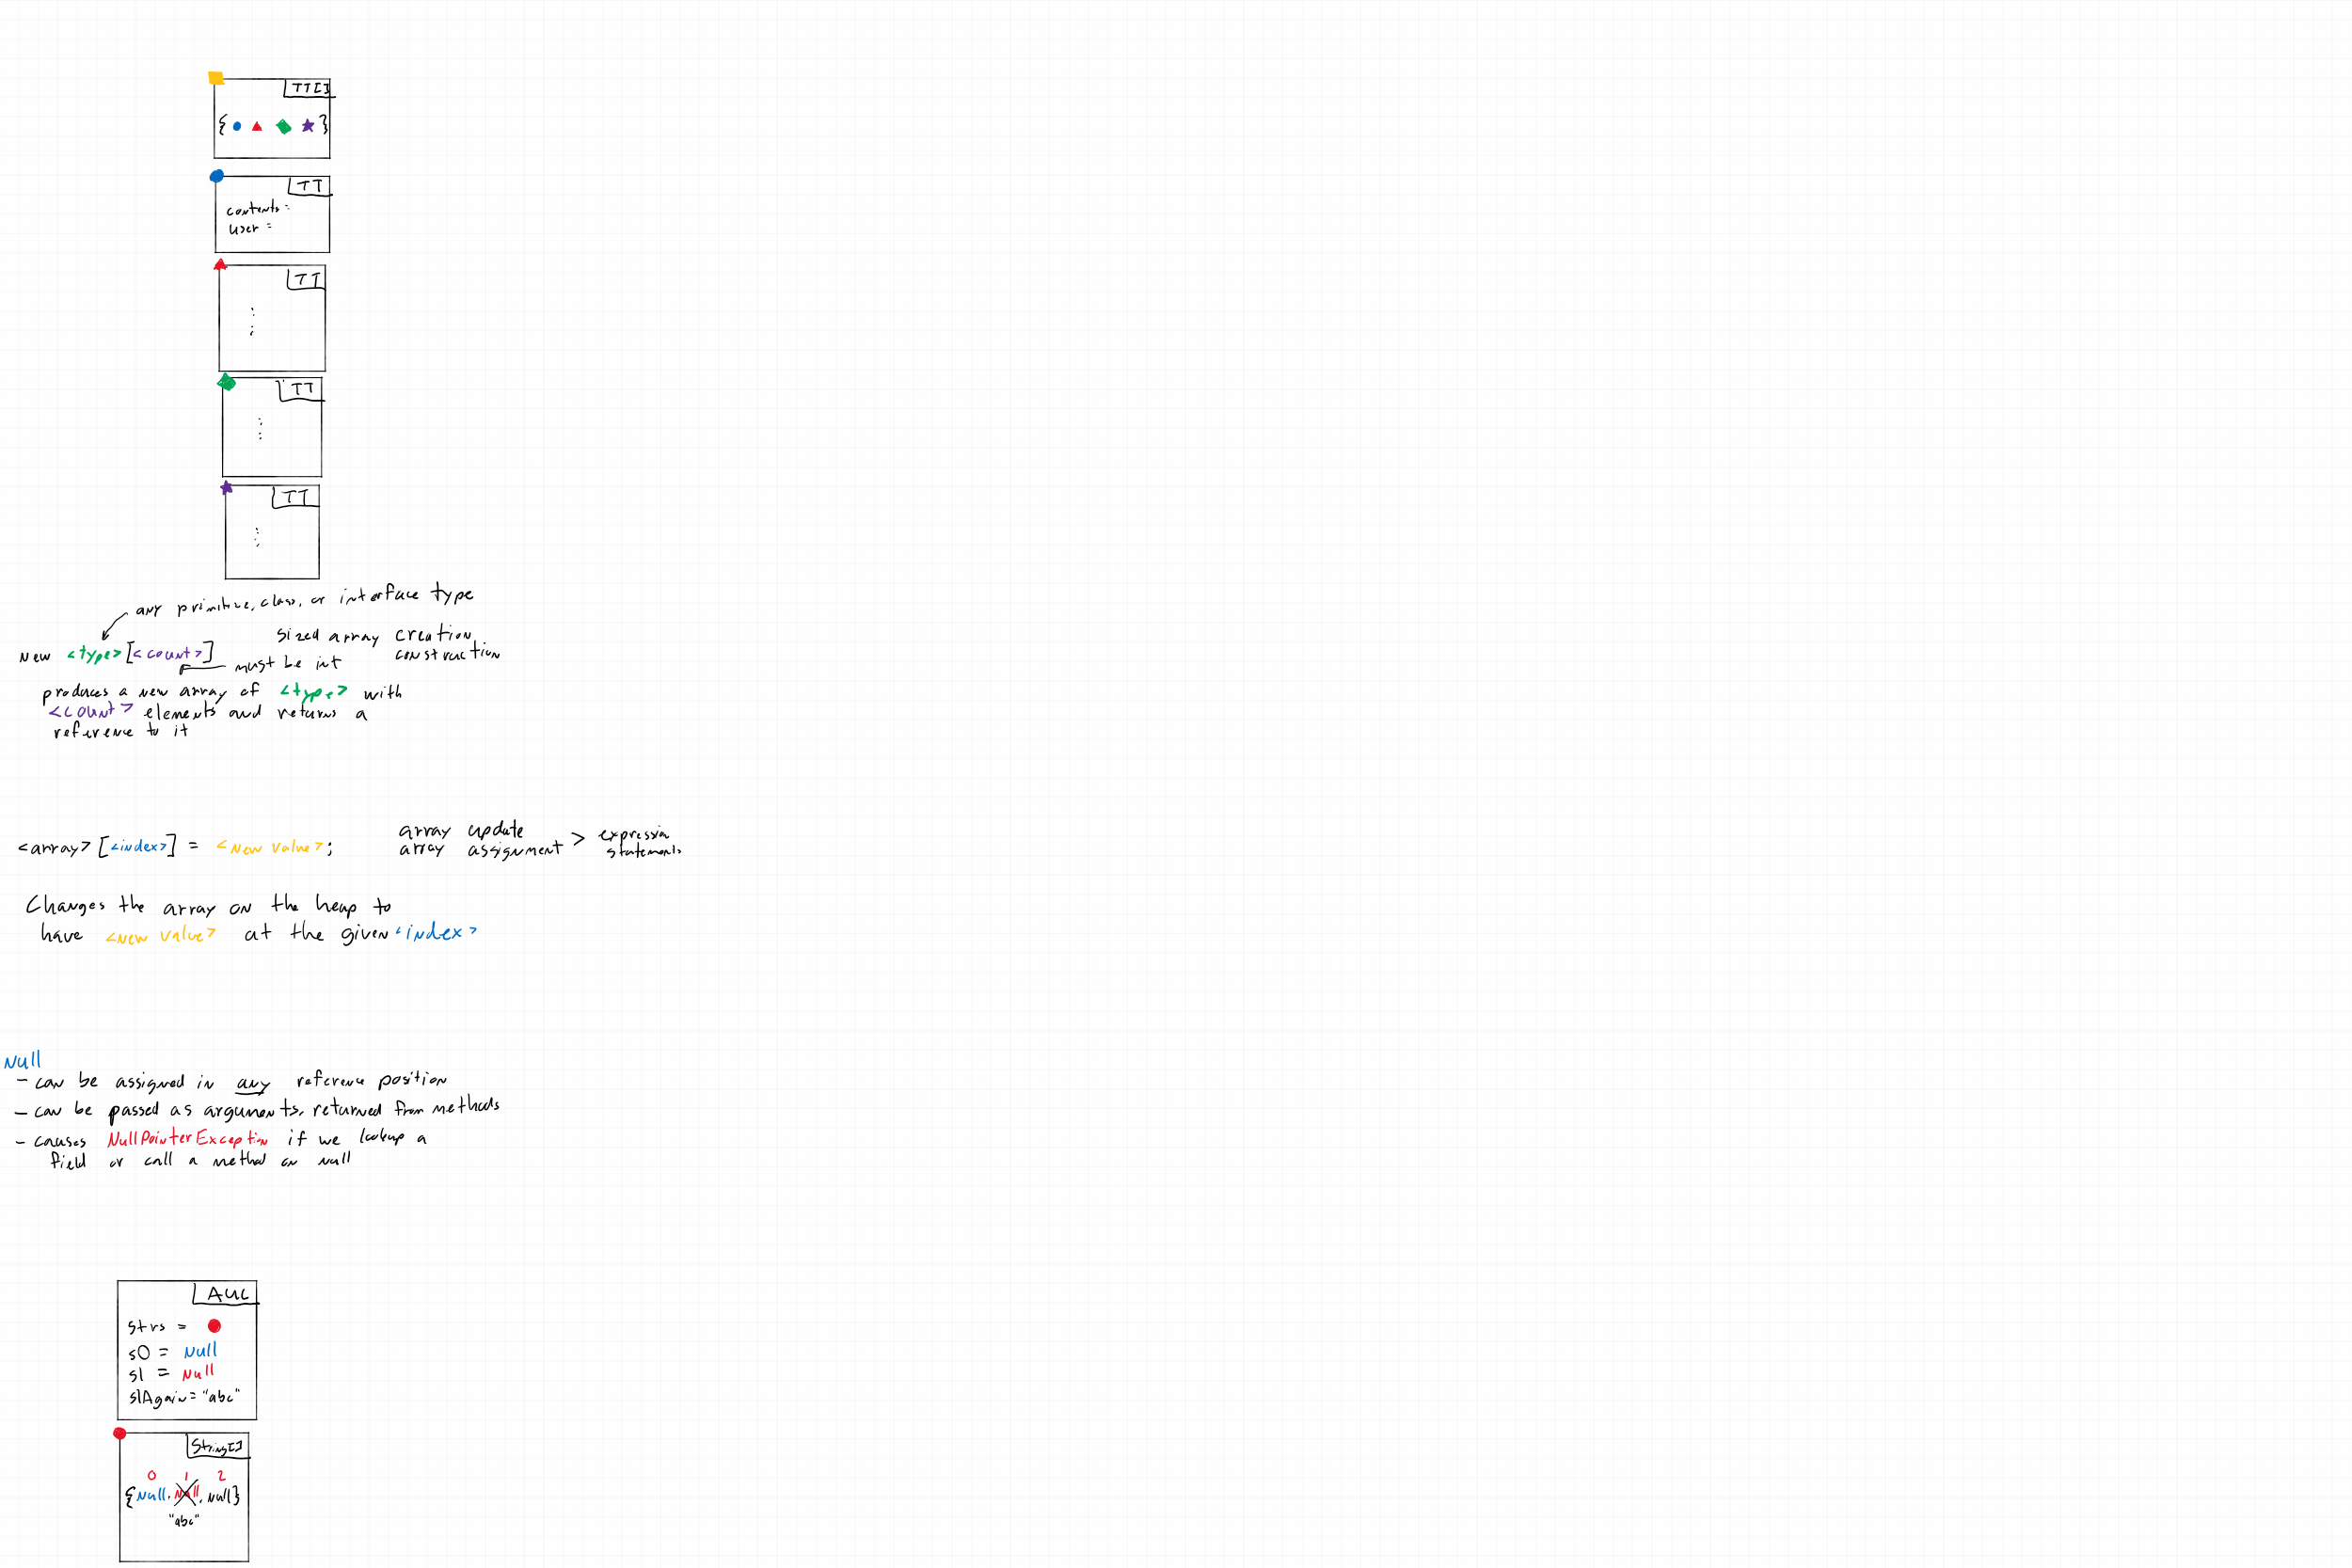 TT[]
{ }
TT
contents =
user =
TT
TT
TT
any primitive, class, or interface type
new <type>[<count>]
sized array creation
construction
must be int
produces a new array of <type> with
<count> elements and returns a
reference to it
<array>[<index>] = <new value>;
array update
array assignment > expression
statements
Changes the array on the heap to
have <new value> at the given <index>
null
- can be assigned in any reference position
- can be passed as arguments, returned from methods
- causes NullPointerException if we lookup a
field or call a method on null
AUC
strs =
s0 = null
s1 = null
s1Again = "abc"
String[]
0 1 2
{null, null, null}
"abc"